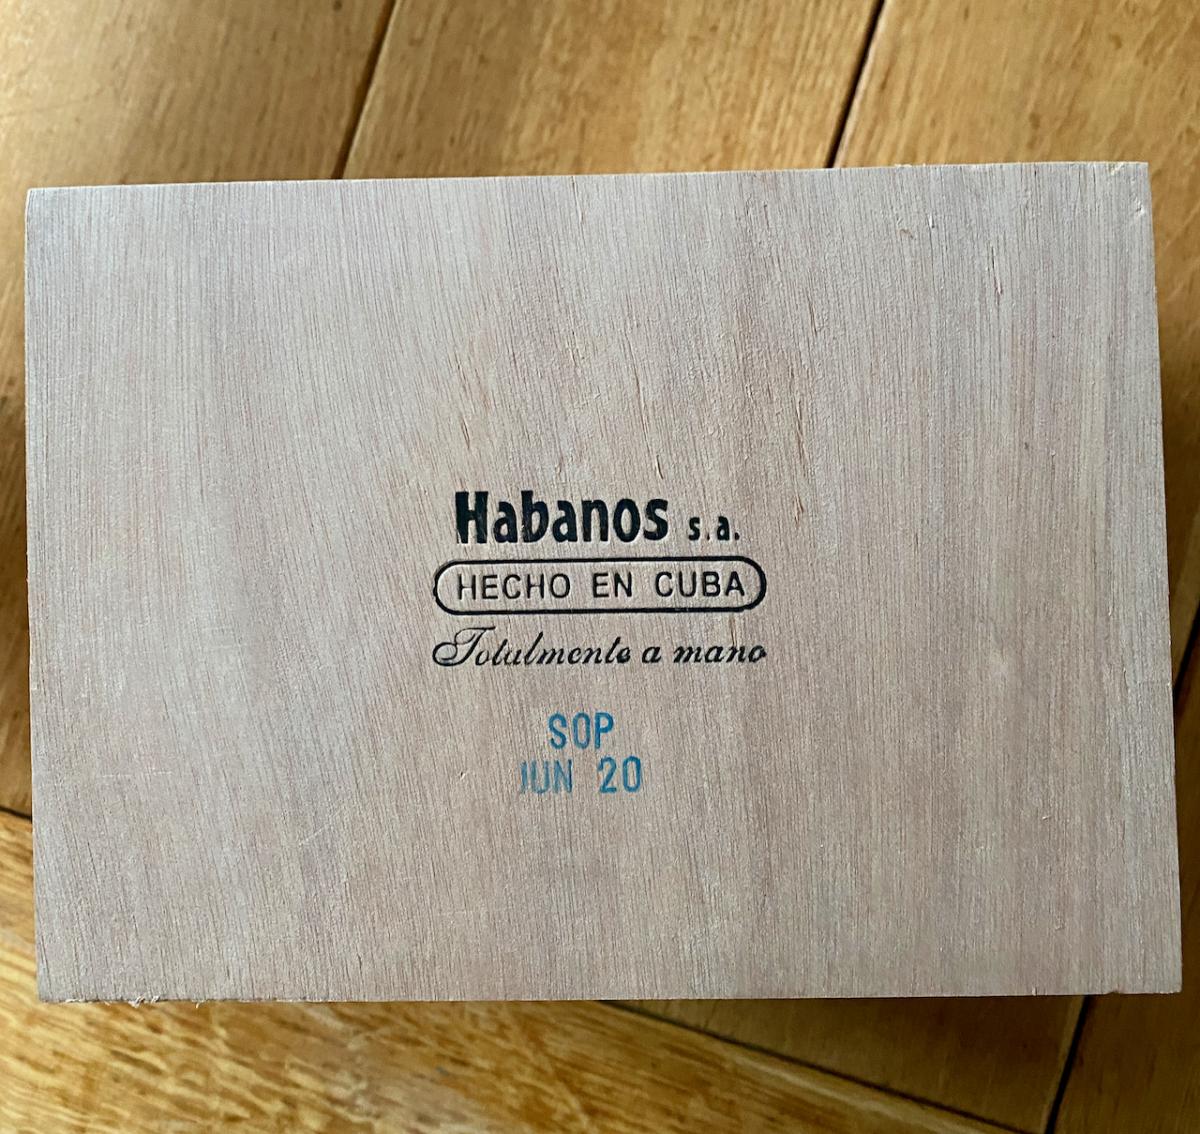 Habanos s.a.
HECHO EN CUBA
Totalmente a mano
SOP
JUN 20